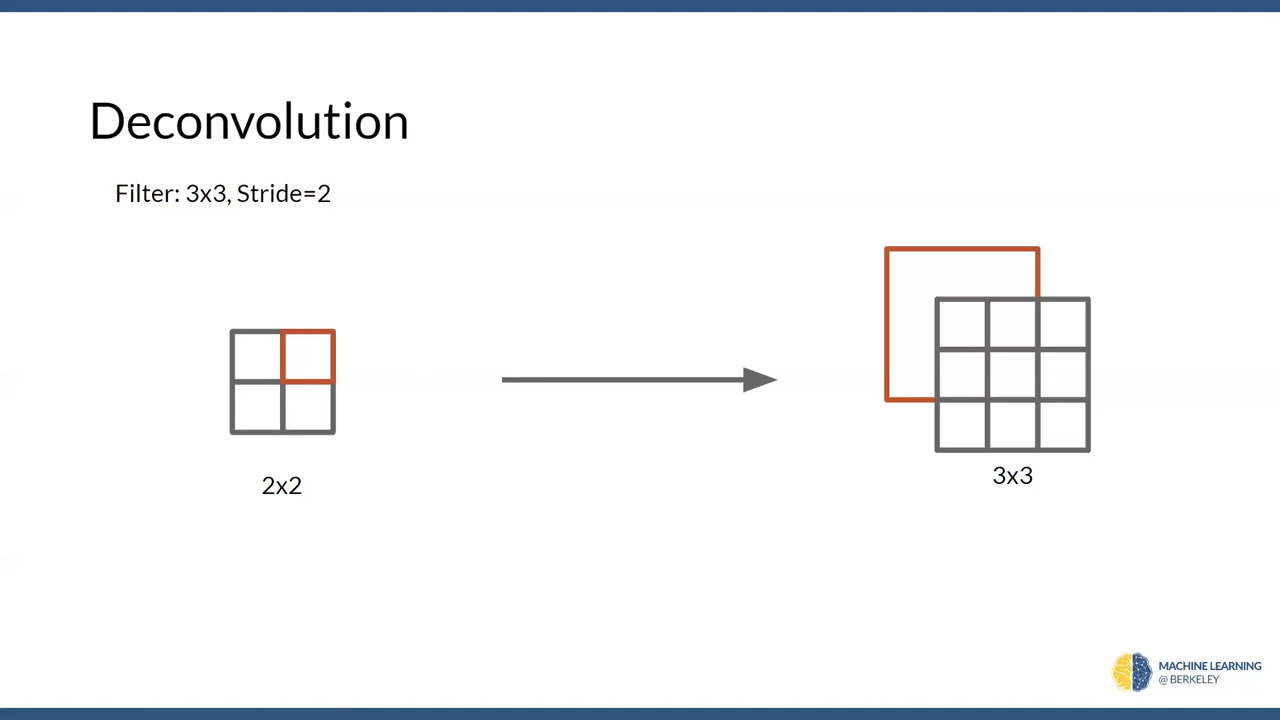 Deconvolution
Filter: 3x3, Stride=2
2x2
3x3
MACHINE LEARNING
@ BERKELEY